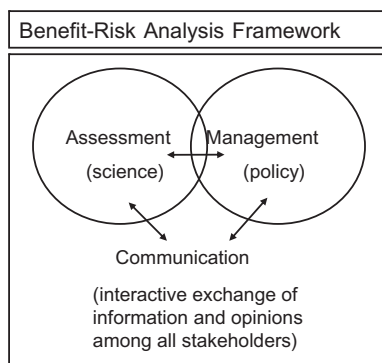 Benefit-Risk Analysis Framework
Assessment Management
(science) (policy)
Communication
(interactive exchange of
information and opinions
among all stakeholders)